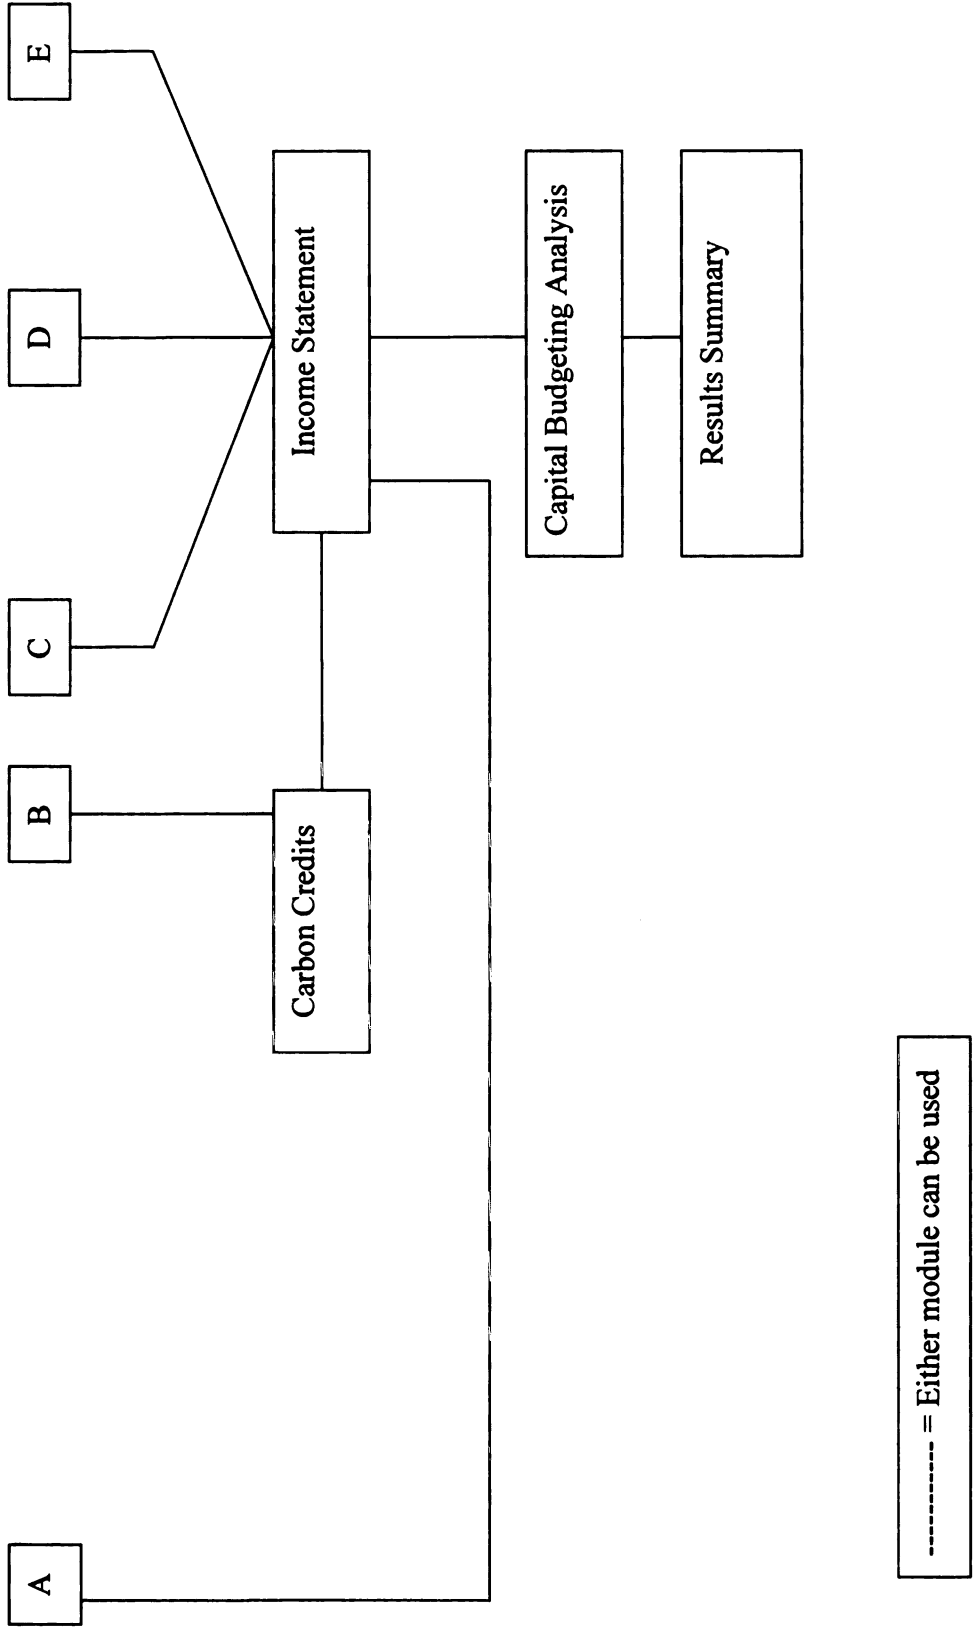 A
B
C
D
E
Carbon Credits
Income Statement
Capital Budgeting Analysis
Results Summary
------------ = Either module can be used